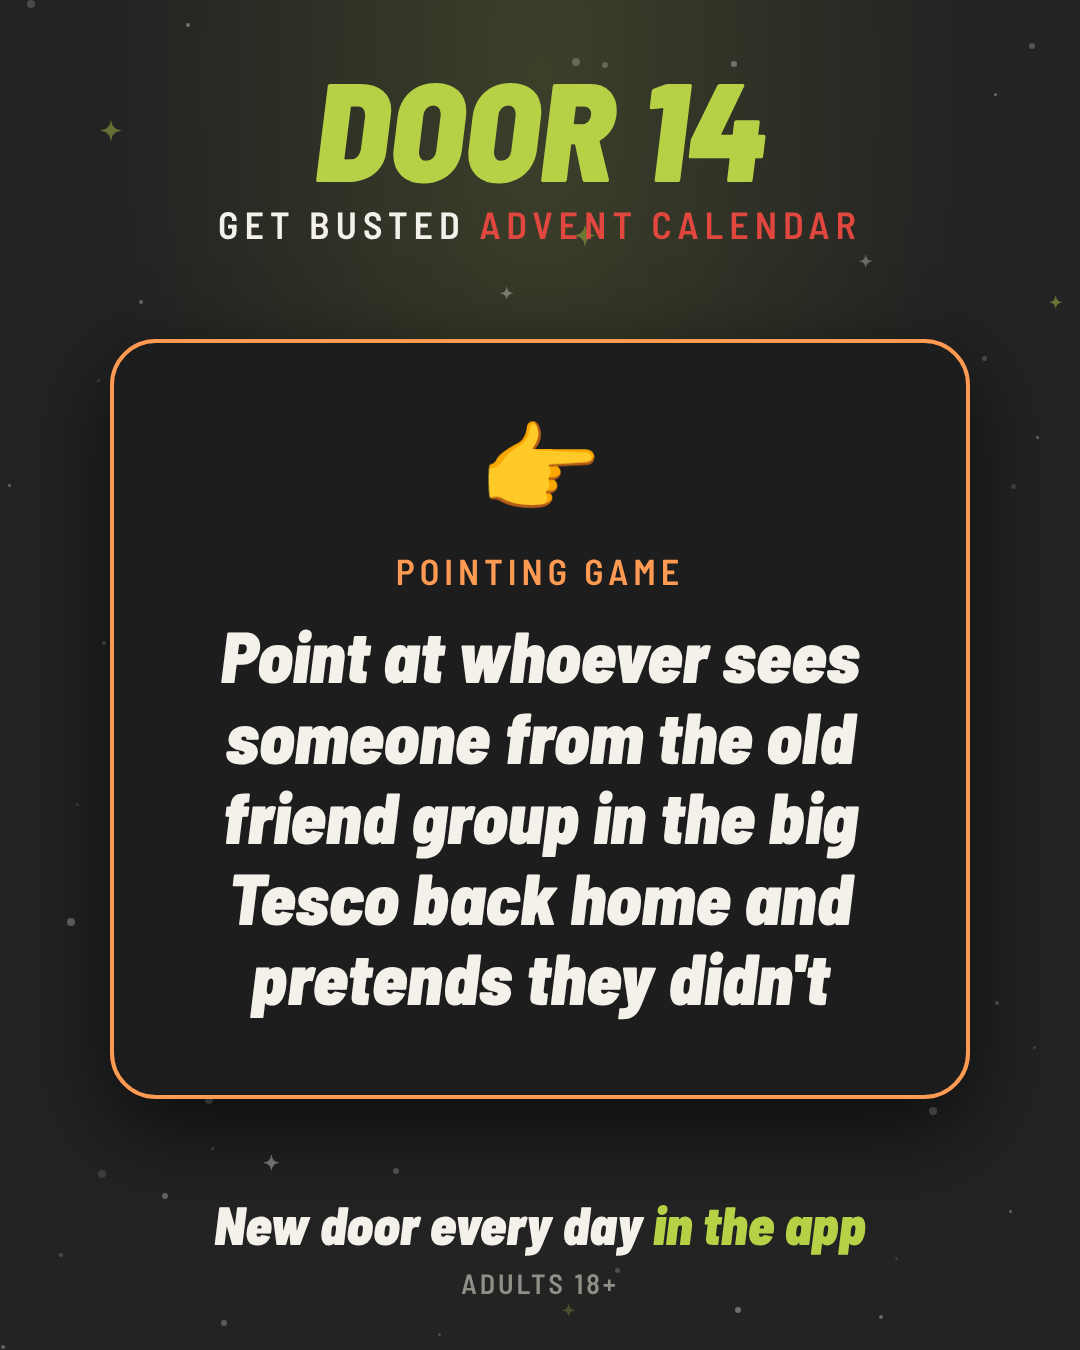 DOOR 14
GET BUSTED ADVENT CALENDAR
POINTING GAME
Point at whoever sees
someone from the old
friend group in the big
Tesco back home and
pretends they didn't
New door every day in the app
ADULTS 18+